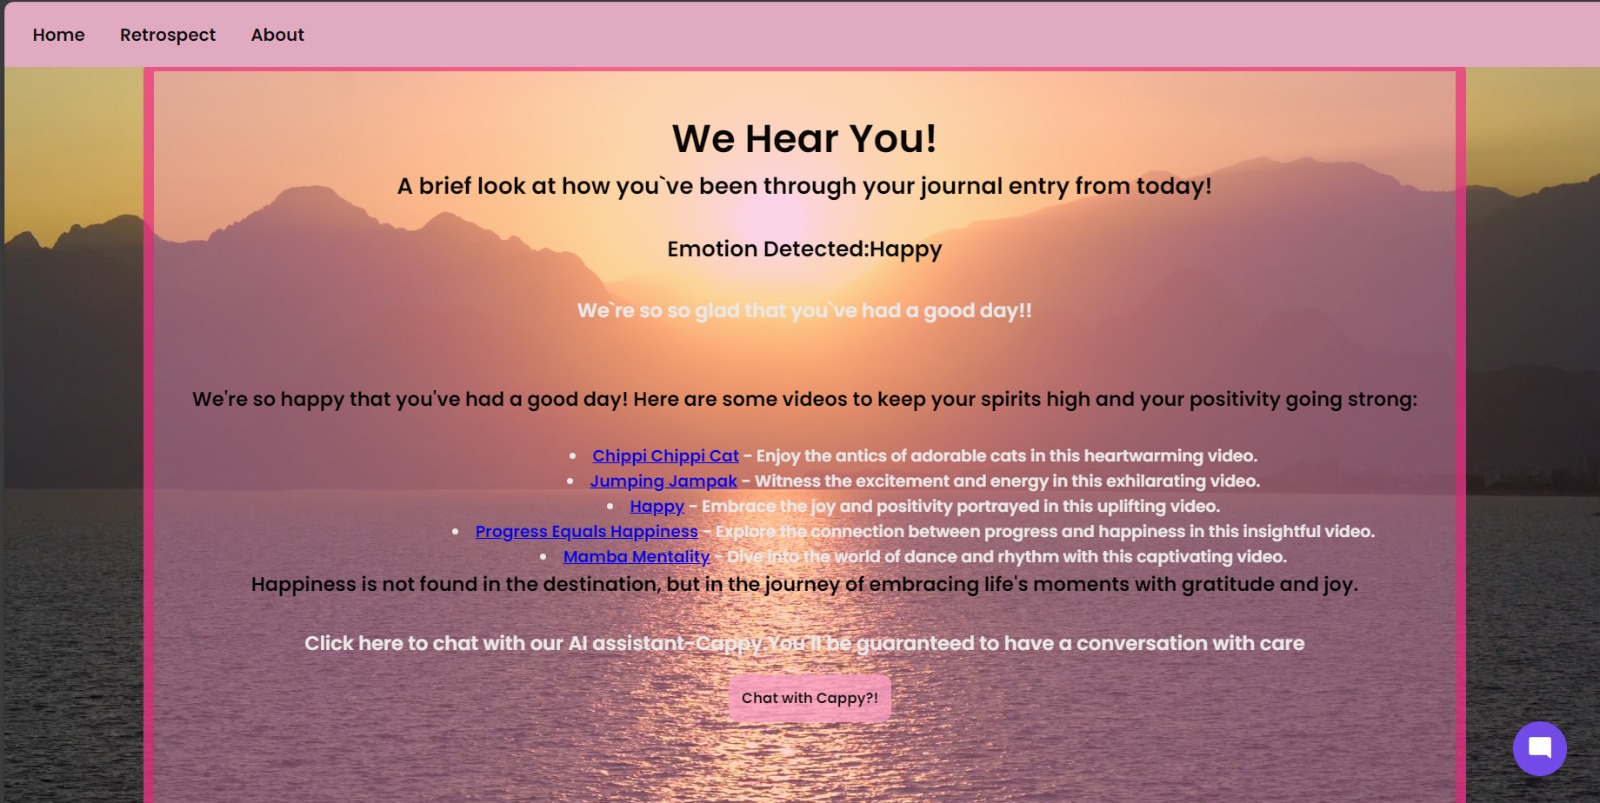 Home Retrospect About
We Hear You!
A brief look at how you`ve been through your journal entry from today!
Emotion Detected:Happy
We`re so so glad that you`ve had a good day!!
We're so happy that you've had a good day! Here are some videos to keep your spirits high and your positivity going strong:
• Chippi Chippi Cat - Enjoy the antics of adorable cats in this heartwarming video.
• Jumping Jampak - Witness the excitement and energy in this exhilarating video.
• Happy - Embrace the joy and positivity portrayed in this uplifting video.
• Progress Equals Happiness - Explore the connection between progress and happiness in this insightful video.
• Mamba Mentality - Dive into the world of dance and rhythm with this captivating video.
Happiness is not found in the destination, but in the journey of embracing life's moments with gratitude and joy.
Click here to chat with our AI assistant-Cappy.You`ll be guaranteed to have a conversation with care
Chat with Cappy?!